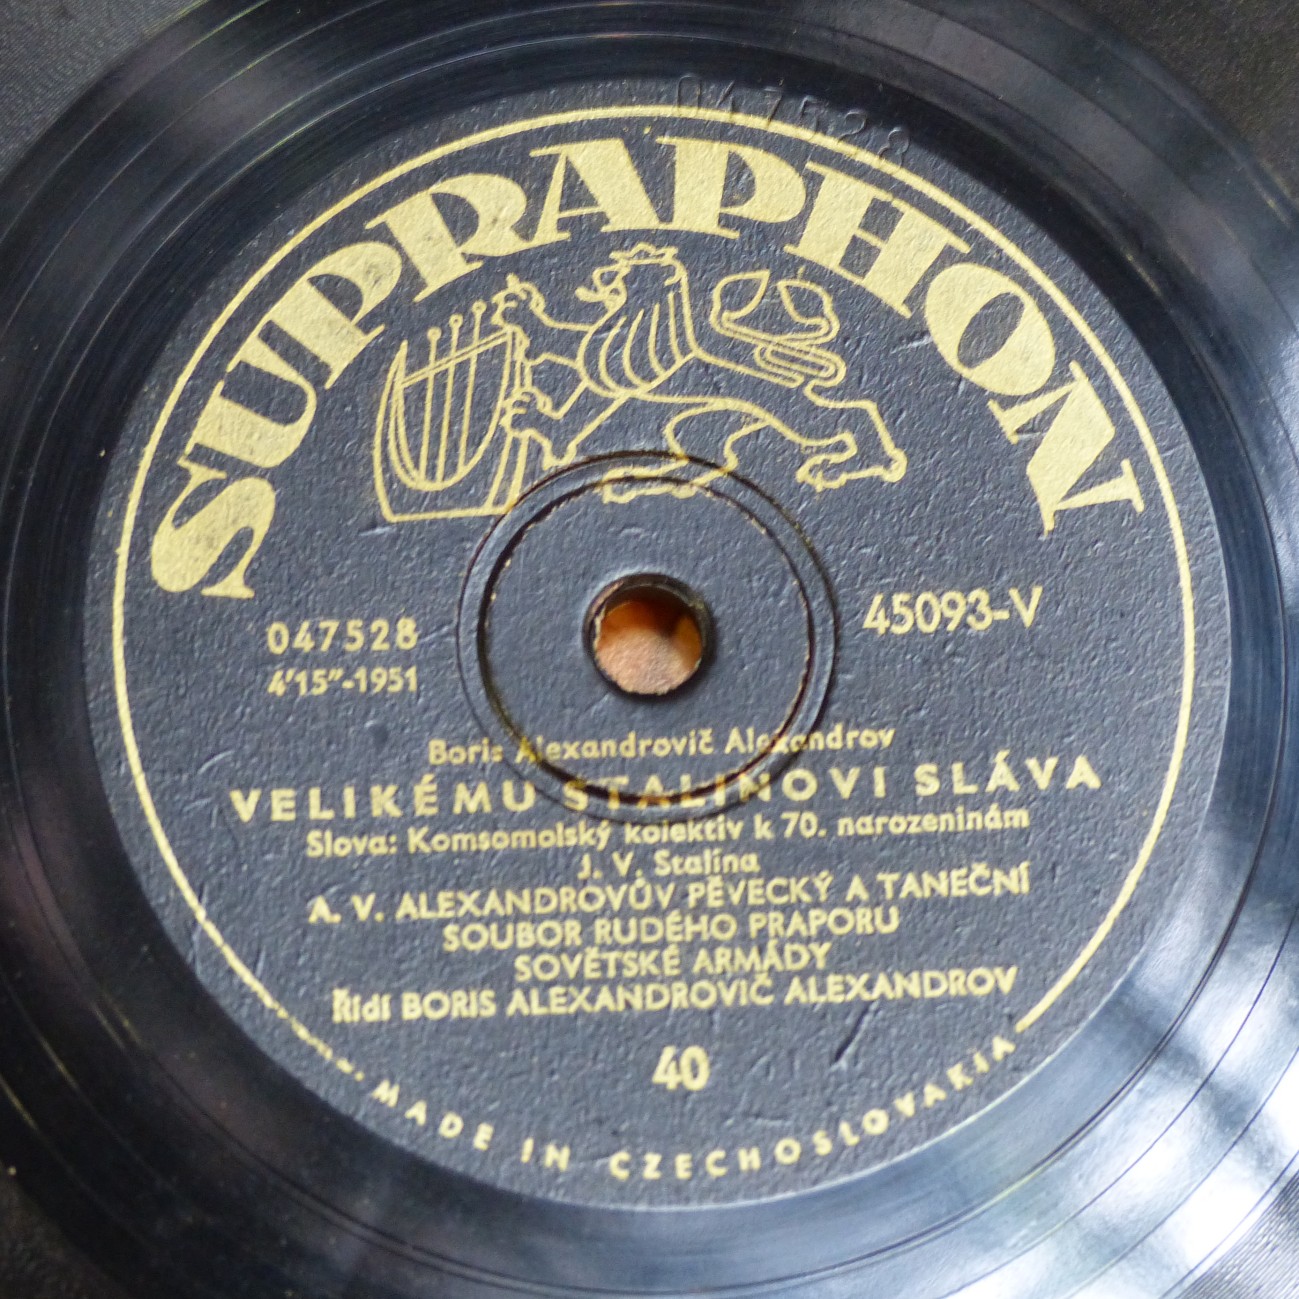 047528
SUPRAPHON
047528
4'15"-1951
45093-V
Boris Alexandrovič Alexandrov
VELIKÉMU STALINOVI SLÁVA
Slova: Komsomolský kolektiv k 70. narozeninám
J. V. Stalina
A. V. ALEXANDROVŮV PĚVECKÝ A TANEČNÍ
SOUBOR RUDÉHO PRAPORU
SOVĚTSKÉ ARMÁDY
Řídí BORIS ALEXANDROVIČ ALEXANDROV
40
MADE IN CZECHOSLOVAKIA